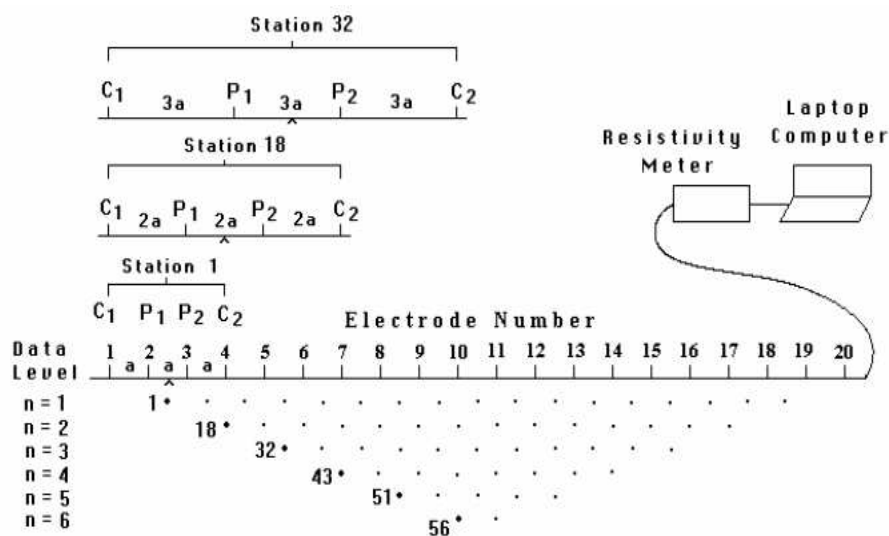 Station 32
C1 3a P1 3a P2 3a C2
Laptop
Computer
Resistivity
Meter
Station 18
C1 2a P1 2a P2 2a C2
Station 1
C1 P1 P2 C2
Electrode Number
Data
Level
1 2 3 4 5 6 7 8 9 10 11 12 13 14 15 16 17 18 19 20
a a a
n = 1 1
n = 2 18
n = 3 32
n = 4 43
n = 5 51
n = 6 56